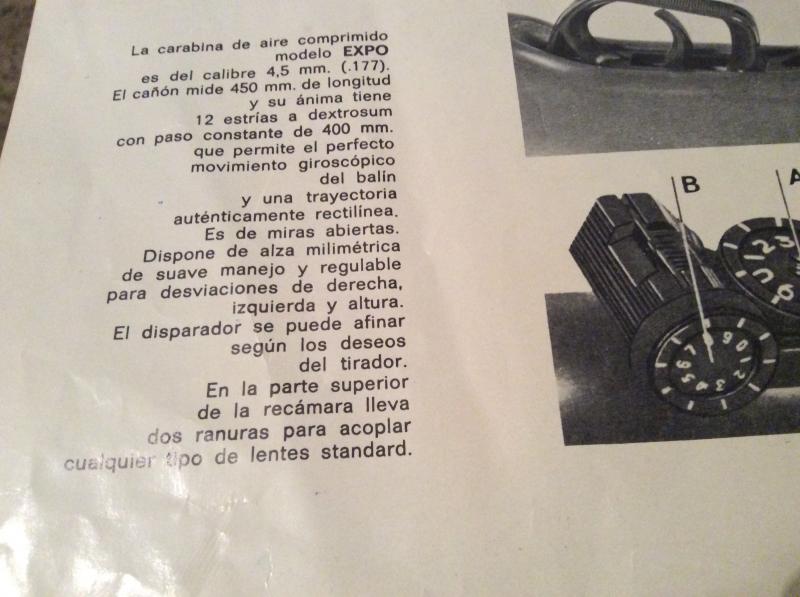 La carabina de aire comprimido
modelo EXPO
es del calibre 4,5 mm. (.177).
El cañón mide 450 mm. de longitud
y su ánima tiene
12 estrías a dextrosum
con paso constante de 400 mm.
que permite el perfecto
movimiento giroscópico
del balín
y una trayectoria
auténticamente rectilínea.
Es de miras abiertas.
Dispone de alza milimétrica
de suave manejo y regulable
para desviaciones de derecha,
izquierda y altura.
El disparador se puede afinar
según los deseos
del tirador.
En la parte superior
de la recámara lleva
dos ranuras para acoplar
cualquier tipo de lentes standard.
B
A